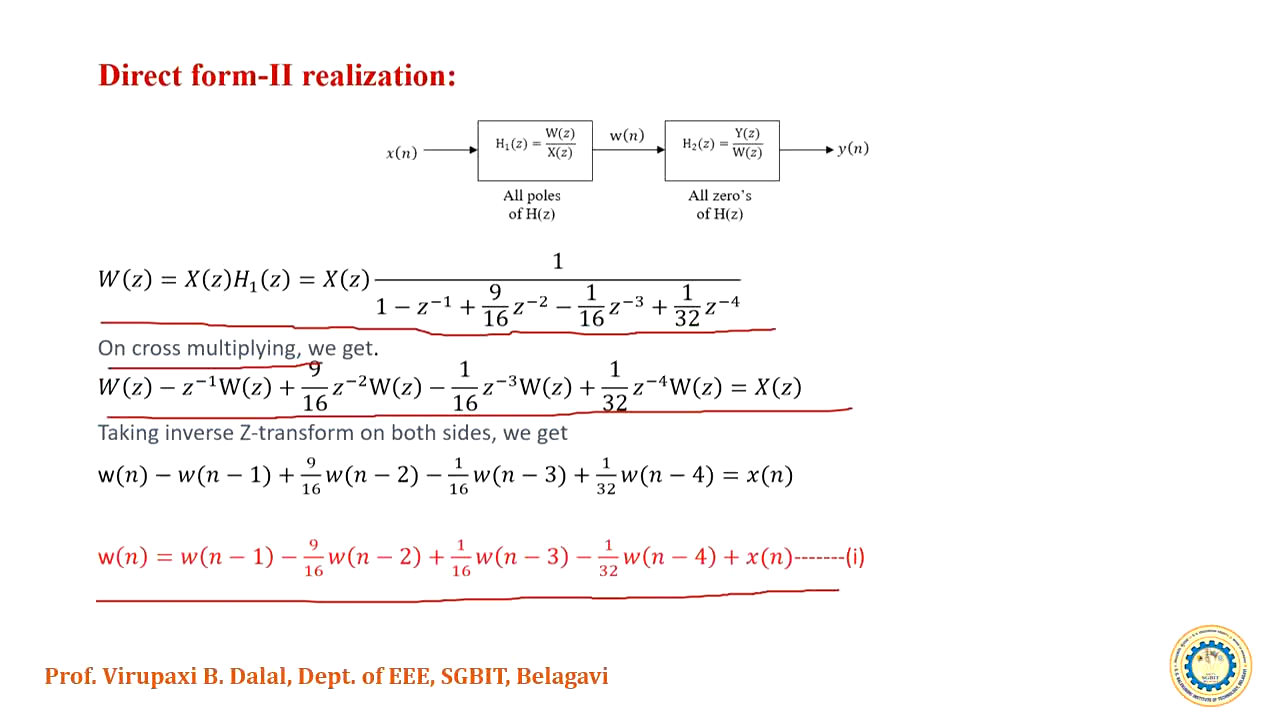 Direct form-II realization:
x(n) H₁(z) = W(z)/X(z) w(n) H₂(z) = Y(z)/W(z) y(n)
All poles of H(z) All zero's of H(z)
W(z) = X(z)H₁(z) = X(z) 1/(1 − z⁻¹ + 9/16 z⁻² − 1/16 z⁻³ + 1/32 z⁻⁴)
On cross multiplying, we get.
W(z) − z⁻¹W(z) + 9/16 z⁻²W(z) − 1/16 z⁻³W(z) + 1/32 z⁻⁴W(z) = X(z)
Taking inverse Z-transform on both sides, we get
w(n) − w(n − 1) + 9/16 w(n − 2) − 1/16 w(n − 3) + 1/32 w(n − 4) = x(n)
w(n) = w(n − 1) − 9/16 w(n − 2) + 1/16 w(n − 3) − 1/32 w(n − 4) + x(n)-------(i)
Prof. Virupaxi B. Dalal, Dept. of EEE, SGBIT, Belagavi
SGBIT